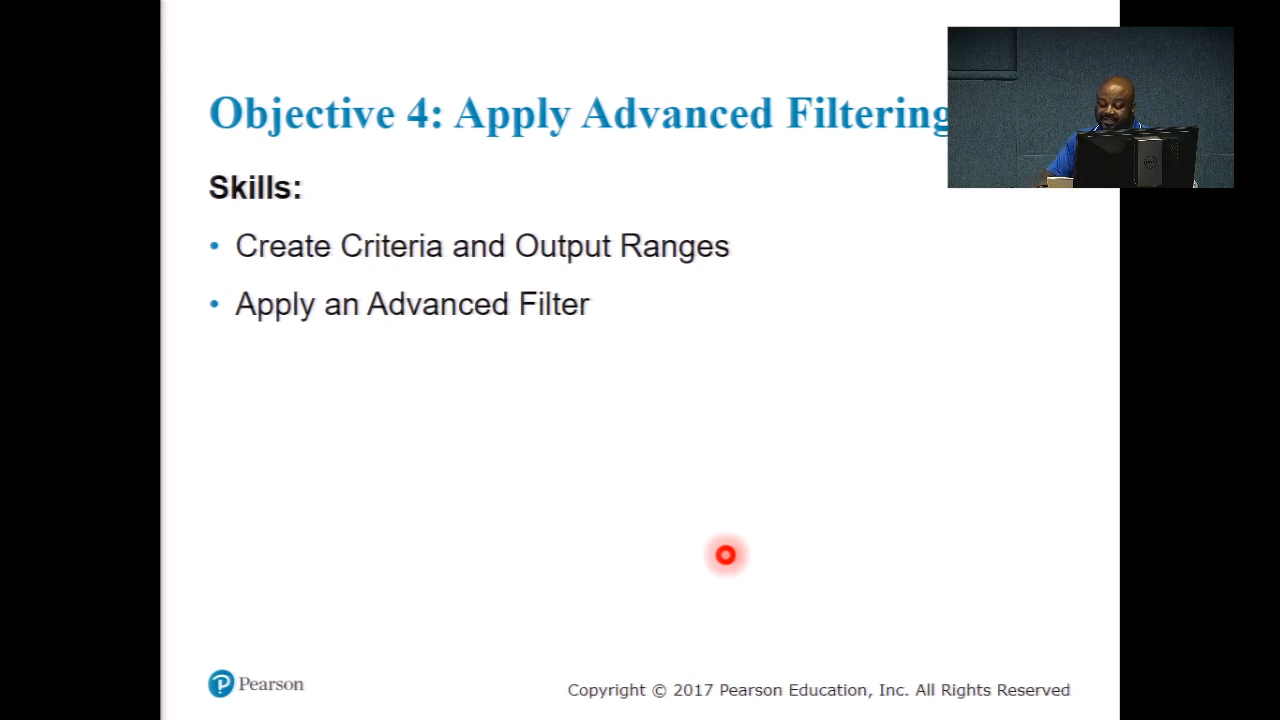 Objective 4: Apply Advanced Filtering
Skills:
• Create Criteria and Output Ranges
• Apply an Advanced Filter
Pearson
Copyright © 2017 Pearson Education, Inc. All Rights Reserved